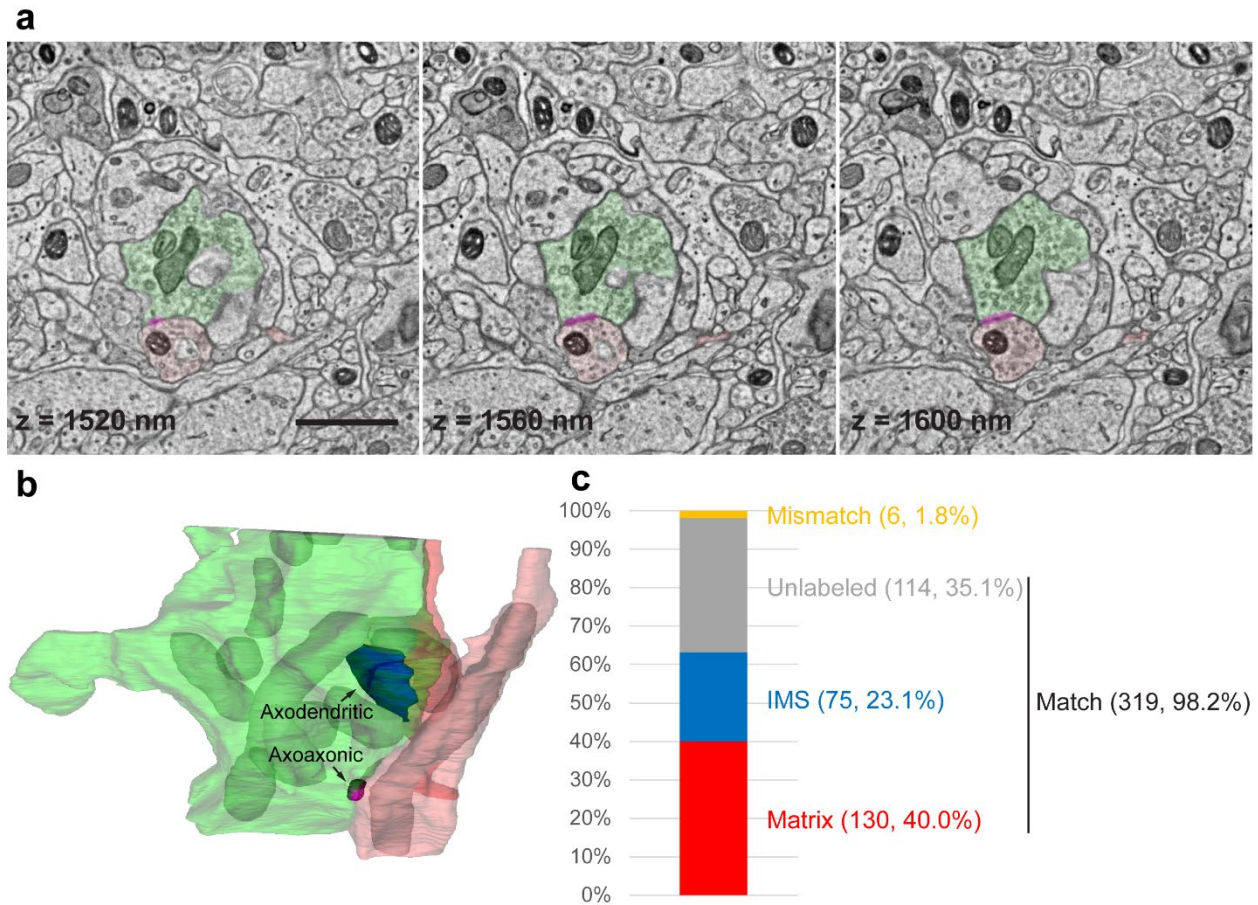 a
z = 1520 nm
z = 1560 nm
z = 1600 nm
b
Axodendritic
Axoaxonic
c
100%
90%
80%
70%
60%
50%
40%
30%
20%
10%
0%
Mismatch (6, 1.8%)
Unlabeled (114, 35.1%)
IMS (75, 23.1%)
Matrix (130, 40.0%)
Match (319, 98.2%)